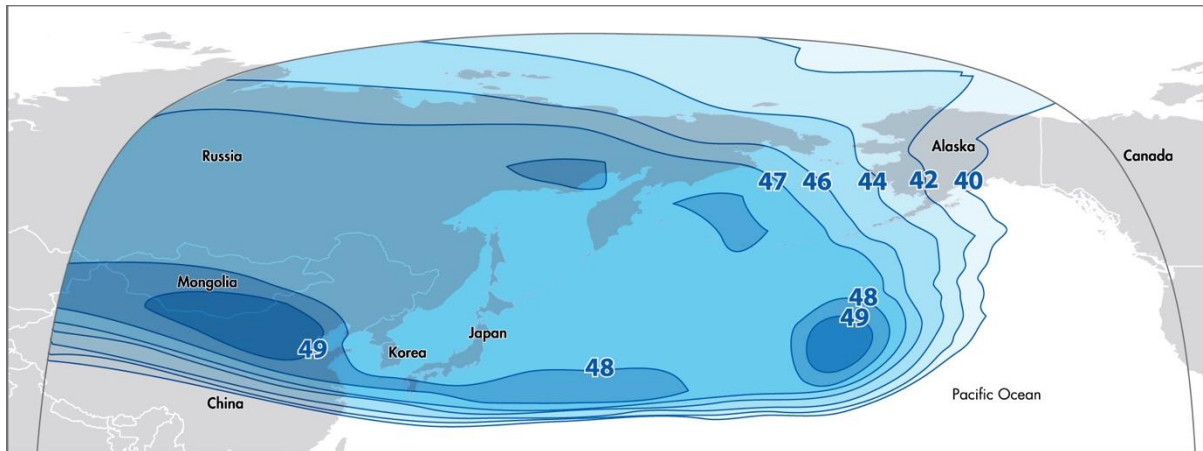 Russia
Alaska
Canada
47 46 44 42 40
Mongolia
48
49
Japan
49
Korea
48
Pacific Ocean
China